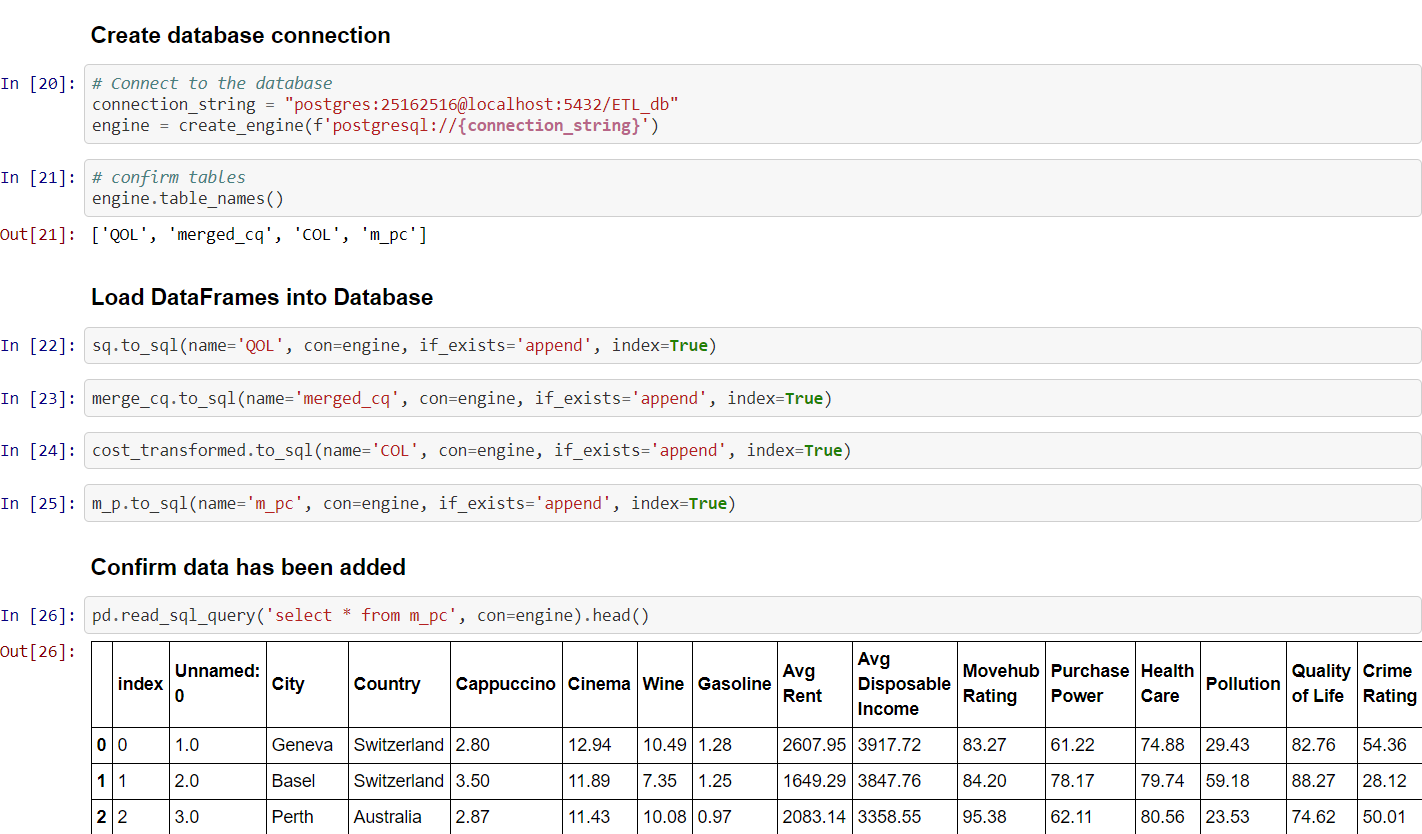 Create database connection
In [20]: # Connect to the database
connection_string = "postgres:25162516@localhost:5432/ETL_db"
engine = create_engine(f'postgresql://{connection_string}')
In [21]: # confirm tables
engine.table_names()
Out[21]: ['QOL', 'merged_cq', 'COL', 'm_pc']
Load DataFrames into Database
In [22]: sq.to_sql(name='QOL', con=engine, if_exists='append', index=True)
In [23]: merge_cq.to_sql(name='merged_cq', con=engine, if_exists='append', index=True)
In [24]: cost_transformed.to_sql(name='COL', con=engine, if_exists='append', index=True)
In [25]: m_p.to_sql(name='m_pc', con=engine, if_exists='append', index=True)
Confirm data has been added
In [26]: pd.read_sql_query('select * from m_pc', con=engine).head()
Out[26]:
index Unnamed: 0 City Country Cappuccino Cinema Wine Gasoline Avg Rent Avg Disposable Income Movehub Rating Purchase Power Health Care Pollution Quality of Life Crime Rating
0 0 1.0 Geneva Switzerland 2.80 12.94 10.49 1.28 2607.95 3917.72 83.27 61.22 74.88 29.43 82.76 54.36
1 1 2.0 Basel Switzerland 3.50 11.89 7.35 1.25 1649.29 3847.76 84.20 78.17 79.74 59.18 88.27 28.12
2 2 3.0 Perth Australia 2.87 11.43 10.08 0.97 2083.14 3358.55 95.38 62.11 80.56 23.53 74.62 50.01